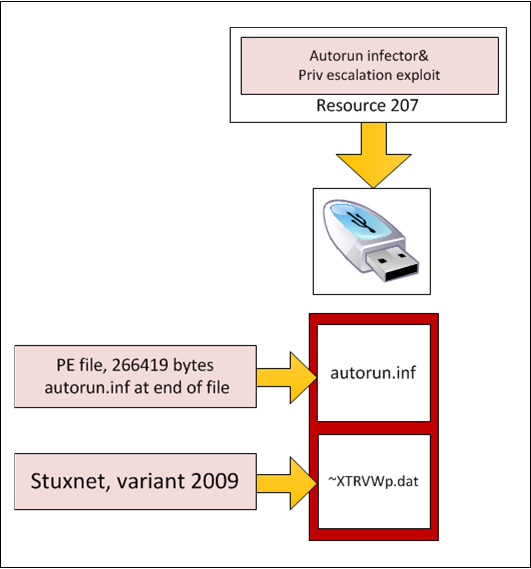 Autorun infector&
Priv escalation exploit
Resource 207
PE file, 266419 bytes
autorun.inf at end of file
autorun.inf
Stuxnet, variant 2009
~XTRVWp.dat